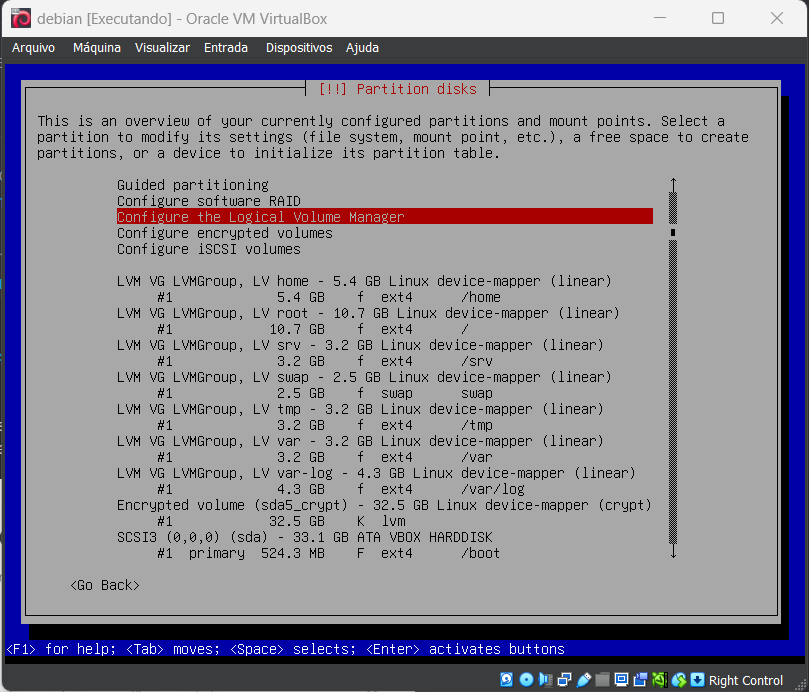 debian [Executando] - Oracle VM VirtualBox
Arquivo Máquina Visualizar Entrada Dispositivos Ajuda
[!!] Partition disks
This is an overview of your currently configured partitions and mount points. Select a
partition to modify its settings (file system, mount point, etc.), a free space to create
partitions, or a device to initialize its partition table.
Guided partitioning
Configure software RAID
Configure the Logical Volume Manager
Configure encrypted volumes
Configure iSCSI volumes
LVM VG LVMGroup, LV home - 5.4 GB Linux device-mapper (linear)
#1 5.4 GB f ext4 /home
LVM VG LVMGroup, LV root - 10.7 GB Linux device-mapper (linear)
#1 10.7 GB f ext4 /
LVM VG LVMGroup, LV srv - 3.2 GB Linux device-mapper (linear)
#1 3.2 GB f ext4 /srv
LVM VG LVMGroup, LV swap - 2.5 GB Linux device-mapper (linear)
#1 2.5 GB f swap swap
LVM VG LVMGroup, LV tmp - 3.2 GB Linux device-mapper (linear)
#1 3.2 GB f ext4 /tmp
LVM VG LVMGroup, LV var - 3.2 GB Linux device-mapper (linear)
#1 3.2 GB f ext4 /var
LVM VG LVMGroup, LV var-log - 4.3 GB Linux device-mapper (linear)
#1 4.3 GB f ext4 /var/log
Encrypted volume (sda5_crypt) - 32.5 GB Linux device-mapper (crypt)
#1 32.5 GB K lvm
SCSI3 (0,0,0) (sda) - 33.1 GB ATA VBOX HARDDISK
#1 primary 524.3 MB F ext4 /boot
<Go Back>
<F1> for help; <Tab> moves; <Space> selects; <Enter> activates buttons
Right Control